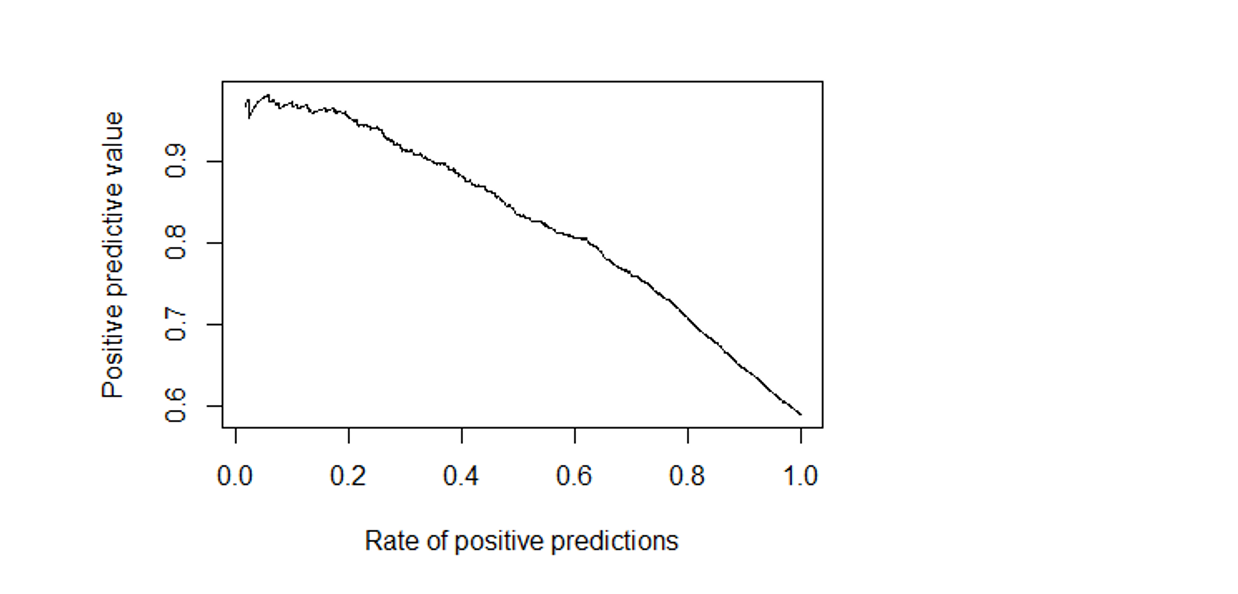 Positive predictive value
0.9
0.8
0.7
0.6
0.0 0.2 0.4 0.6 0.8 1.0
Rate of positive predictions